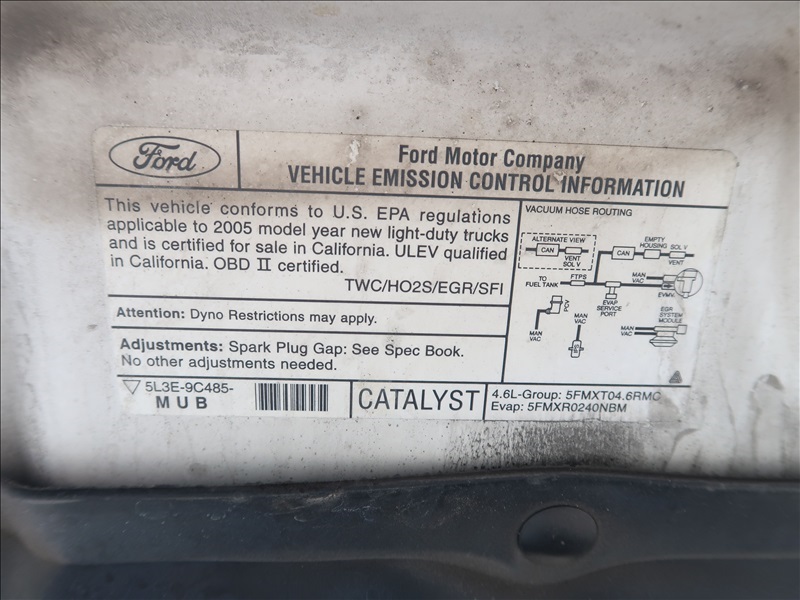 Ford
Ford Motor Company
VEHICLE EMISSION CONTROL INFORMATION
This vehicle conforms to U.S. EPA regulations
applicable to 2005 model year new light-duty trucks
and is certified for sale in California. ULEV qualified
in California. OBD II certified.
TWC/HO2S/EGR/SFI
Attention: Dyno Restrictions may apply.
Adjustments: Spark Plug Gap: See Spec Book.
No other adjustments needed.
VACUUM HOSE ROUTING
ALTERNATE VIEW
CAN
VENT
SOL V
EMPTY
HOUSING SOL V
CAN
VENT
TO
FUEL TANK
FTPS
MAN
VAC
EVMV
EVAP
SERVICE
PORT
PCV
MAN
VAC
MAN
VAC
EGR
SYSTEM
MODULE
MAN
VAC
5L3E-9C485-
MUB
CATALYST
4.6L-Group: 5FMXT04.6RMC
Evap: 5FMXR0240NBM